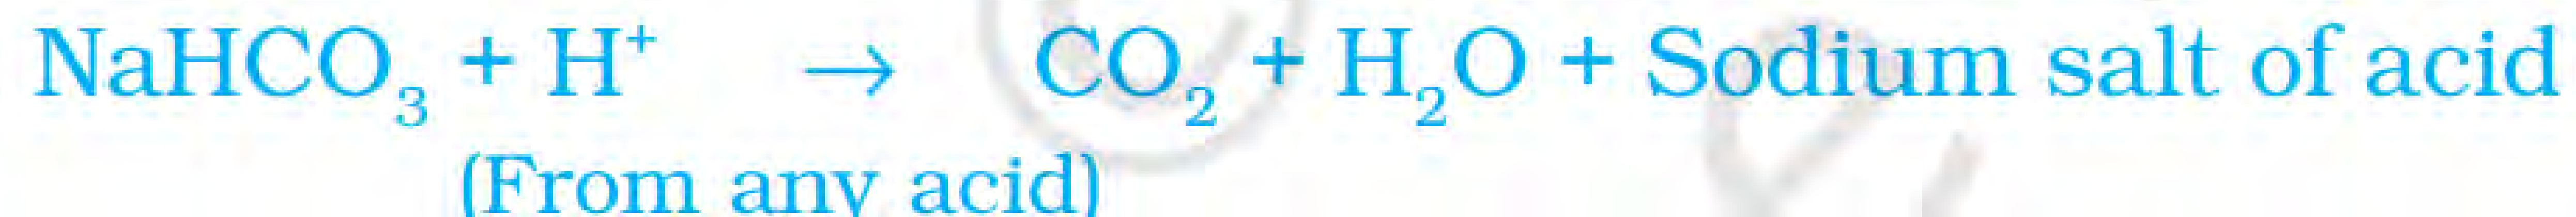 NaHCO₃ + H⁺ → CO₂ + H₂O + Sodium salt of acid
(From any acid)